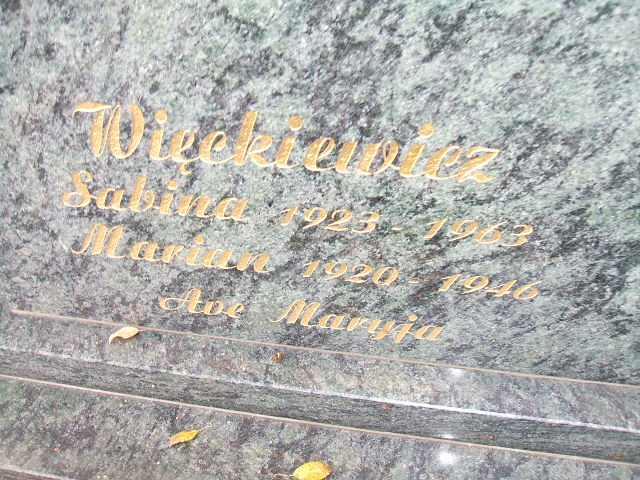 Więckiewicz
Sabina 1923 - 1963
Marian 1920 - 1946
Ave Maryja